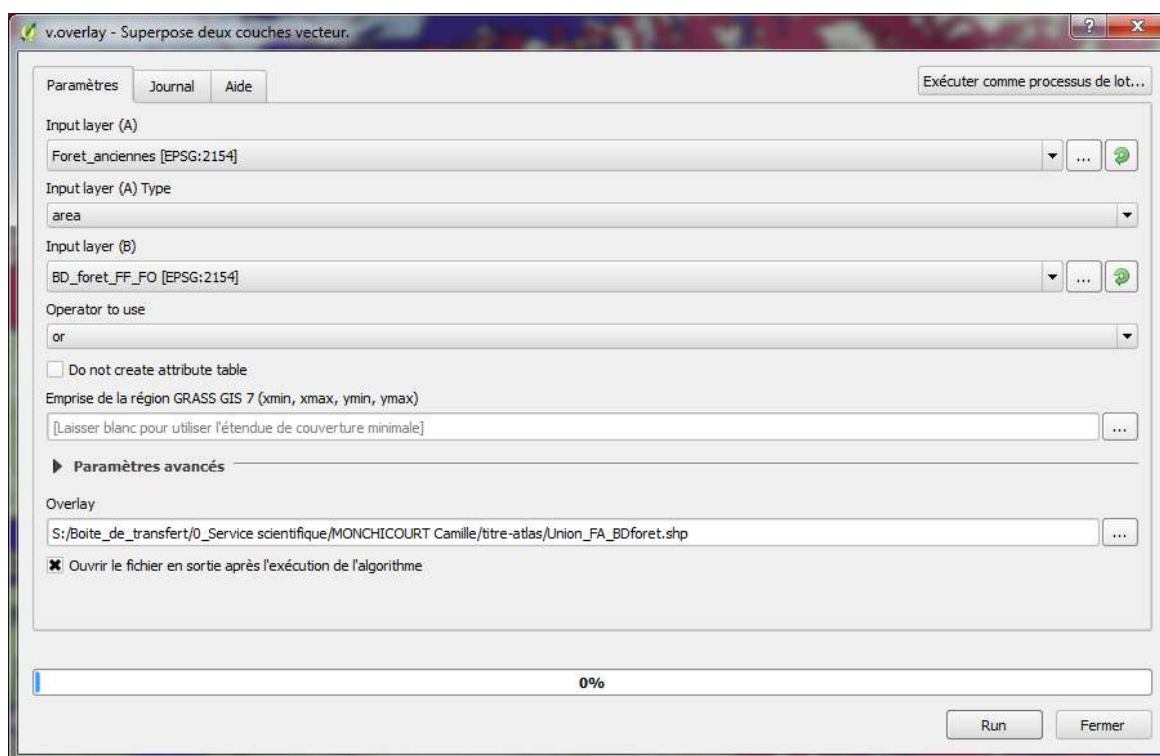 v.overlay - Superpose deux couches vecteur.
Paramètres Journal Aide Exécuter comme processus de lot...
Input layer (A)
Foret_anciennes [EPSG:2154] ...
Input layer (A) Type
area
Input layer (B)
BD_foret_FF_FO [EPSG:2154] ...
Operator to use
or
Do not create attribute table
Emprise de la région GRASS GIS 7 (xmin, xmax, ymin, ymax)
[Laisser blanc pour utiliser l'étendue de couverture minimale] ...
Paramètres avancés
Overlay
S:/Boite_de_transfert/0_Service scientifique/MONCHICOURT Camille/titre-atlas/Union_FA_BDforet.shp ...
Ouvrir le fichier en sortie après l'exécution de l'algorithme
0%
Run Fermer